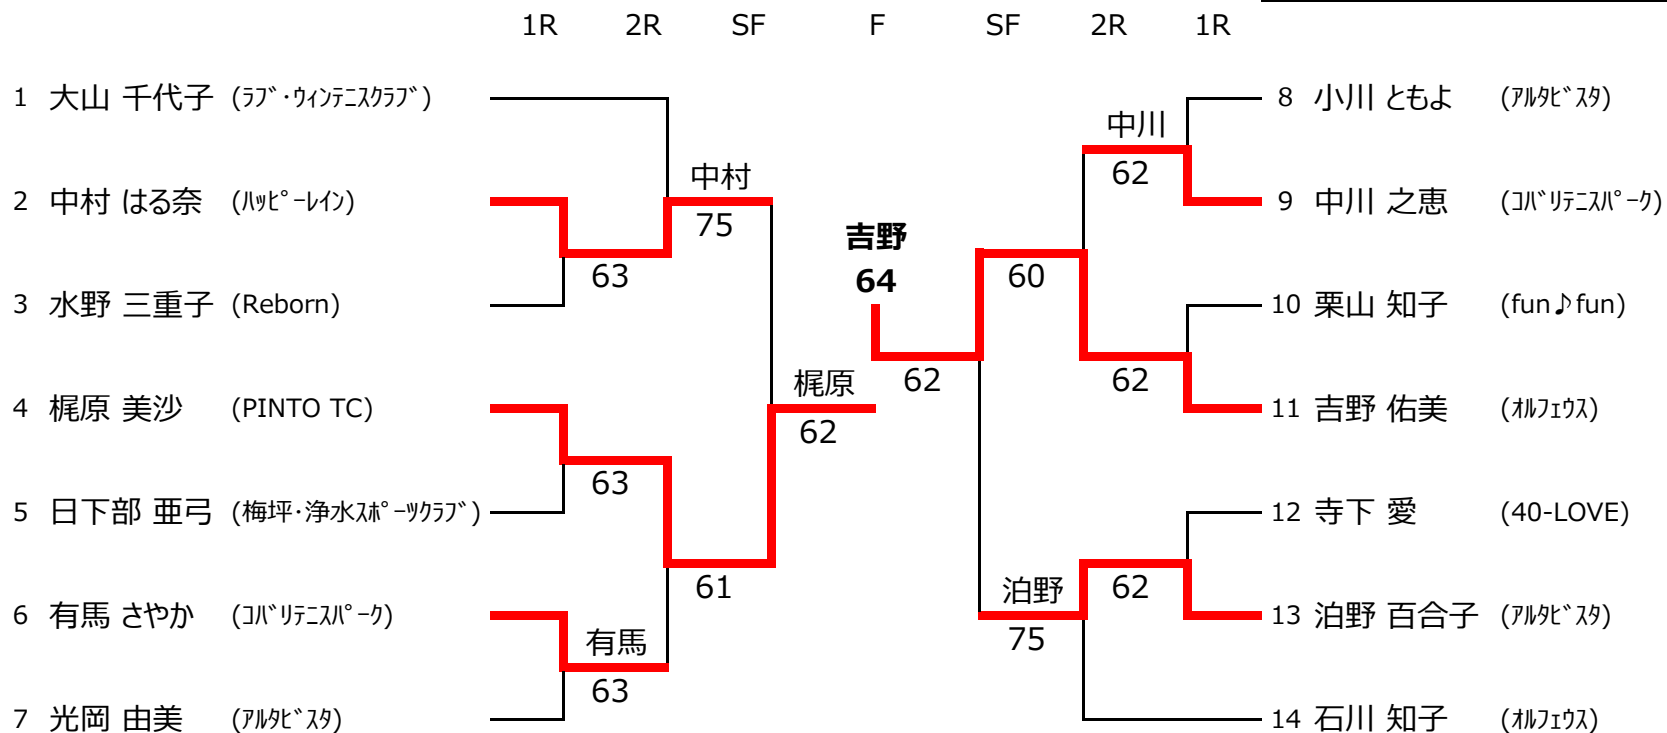 1R 2R SF F SF 2R 1R
1 大山 千代子 (ﾗﾌﾞ･ｳｨﾝﾃﾆｽｸﾗﾌﾞ)
8 小川 ともよ (ｱﾙﾀﾋﾞｽﾀ)
中川
62
中村
75
2 中村 はる奈 (ﾊｯﾋﾟｰﾚｲﾝ)
9 中川 之恵 (ｺﾊﾞﾘﾃﾆｽﾊﾟｰｸ)
吉野
64
63
60
3 水野 三重子 (Reborn)
10 栗山 知子 (fun♪fun)
梶原
62
62
62
4 梶原 美沙 (PINTO TC)
11 吉野 佑美 (ｵﾙﾌｪｳｽ)
63
5 日下部 亜弓 (梅坪･浄水ｽﾎﾟｰﾂｸﾗﾌﾞ)
12 寺下 愛 (40-LOVE)
61
泊野
75
62
6 有馬 さやか (ｺﾊﾞﾘﾃﾆｽﾊﾟｰｸ)
13 泊野 百合子 (ｱﾙﾀﾋﾞｽﾀ)
有馬
63
7 光岡 由美 (ｱﾙﾀﾋﾞｽﾀ)
14 石川 知子 (ｵﾙﾌｪｳｽ)